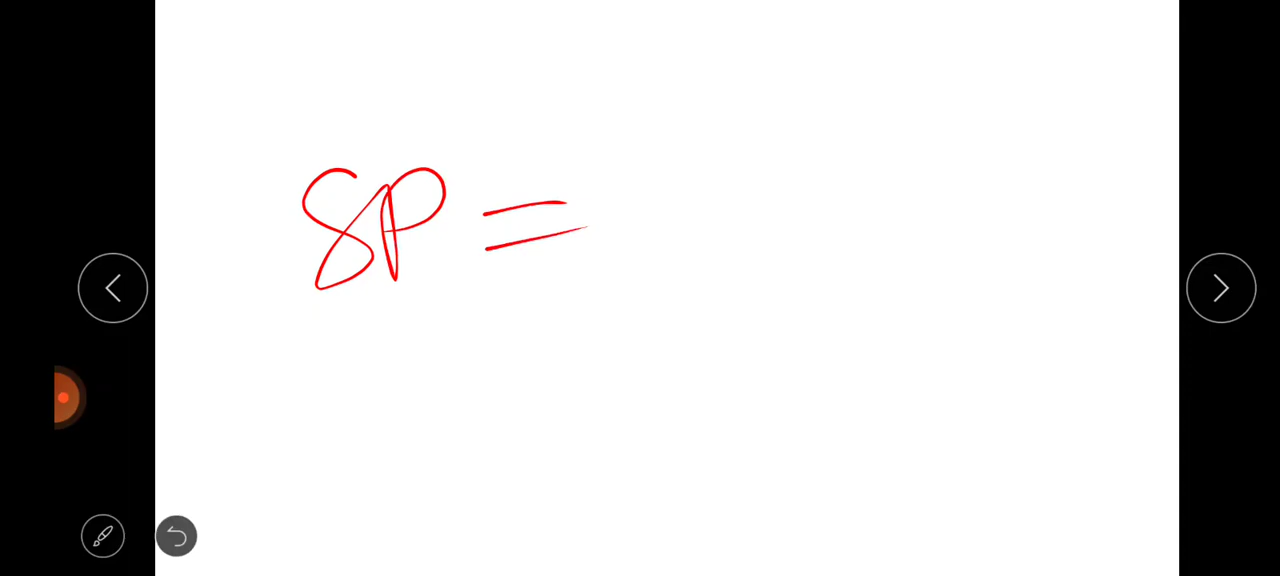 SP =